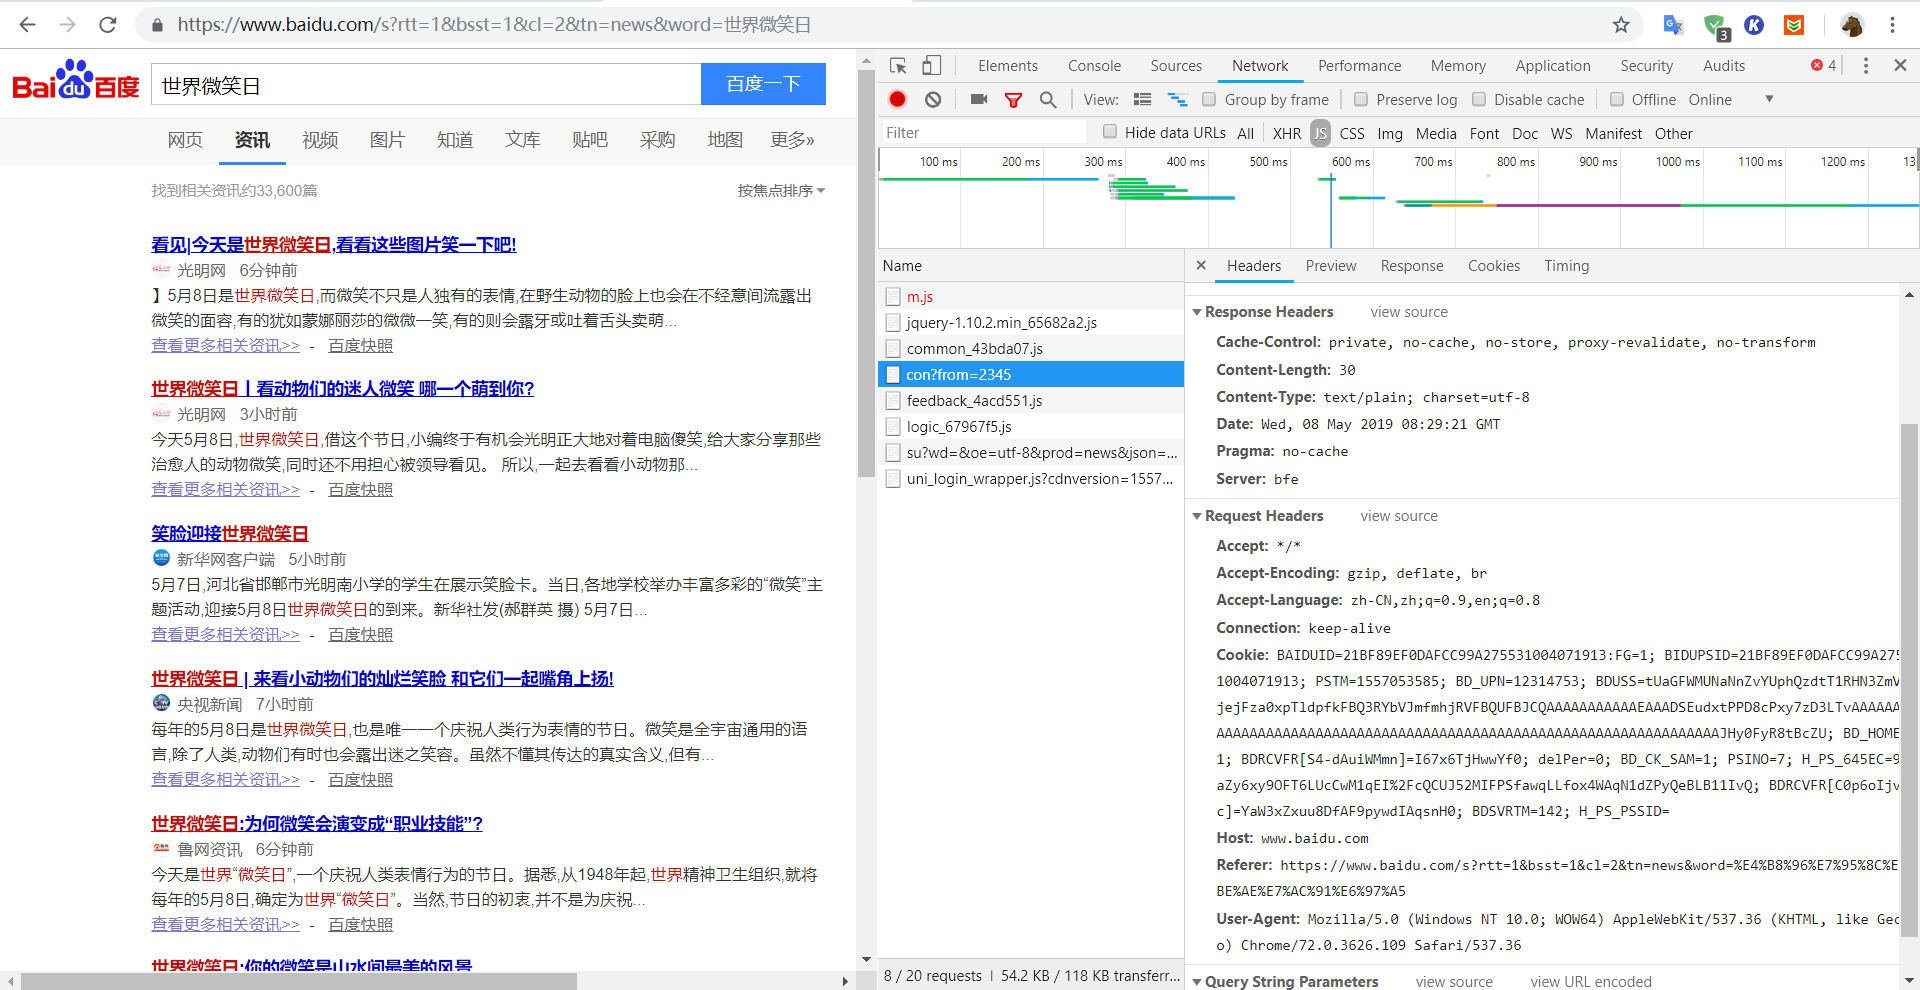 https://www.baidu.com/s?rtt=1&bsst=1&cl=2&tn=news&word=世界微笑日
3
Bai du 百度
世界微笑日
百度一下
网页 资讯 视频 图片 知道 文库 贴吧 采购 地图 更多»
找到相关资讯约33,600篇
按焦点排序
看见|今天是世界微笑日,看看这些图片笑一下吧!
光明网 6分钟前
】5月8日是世界微笑日,而微笑不只是人独有的表情,在野生动物的脸上也会在不经意间流露出
微笑的面容,有的犹如蒙娜丽莎的微微一笑,有的则会露牙或吐着舌头卖萌...
查看更多相关资讯>> - 百度快照
世界微笑日丨看动物们的迷人微笑 哪一个萌到你?
光明网 3小时前
今天5月8日,世界微笑日,借这个节日,小编终于有机会光明正大地对着电脑傻笑,给大家分享那些
治愈人的动物微笑,同时还不用担心被领导看见。 所以,一起去看看小动物那...
查看更多相关资讯>> - 百度快照
笑脸迎接世界微笑日
新华网客户端 5小时前
5月7日,河北省邯郸市光明南小学的学生在展示笑脸卡。当日,各地学校举办丰富多彩的“微笑”主
题活动,迎接5月8日世界微笑日的到来。新华社发(郝群英 摄) 5月7日...
查看更多相关资讯>> - 百度快照
世界微笑日 | 来看小动物们的灿烂笑脸 和它们一起嘴角上扬!
央视新闻 7小时前
每年的5月8日是世界微笑日,也是唯一一个庆祝人类行为表情的节日。微笑是全宇宙通用的语
言,除了人类,动物们有时也会露出迷之笑容。虽然不懂其传达的真实含义,但有...
查看更多相关资讯>> - 百度快照
世界微笑日:为何微笑会演变成“职业技能”?
鲁网资讯 6分钟前
今天是世界“微笑日”,一个庆祝人类表情行为的节日。据悉,从1948年起,世界精神卫生组织,就将
每年的5月8日,确定为世界“微笑日”。当然,节日的初衷,并不是为庆祝...
查看更多相关资讯>> - 百度快照
世界微笑日:你的微笑是山水间最美的风景
Elements Console Sources Network Performance Memory Application Security Audits 4
View: Group by frame Preserve log Disable cache Offline Online
Filter Hide data URLs All XHR JS CSS Img Media Font Doc WS Manifest Other
100 ms 200 ms 300 ms 400 ms 500 ms 600 ms 700 ms 800 ms 900 ms 1000 ms 1100 ms 1200 ms 13
Name
m.js
jquery-1.10.2.min_65682a2.js
common_43bda07.js
con?from=2345
feedback_4acd551.js
logic_67967f5.js
su?wd=&oe=utf-8&prod=news&json=...
uni_login_wrapper.js?cdnversion=1557...
8 / 20 requests | 54.2 KB / 118 KB transferr...
Headers Preview Response Cookies Timing
Response Headers view source
Cache-Control: private, no-cache, no-store, proxy-revalidate, no-transform
Content-Length: 30
Content-Type: text/plain; charset=utf-8
Date: Wed, 08 May 2019 08:29:21 GMT
Pragma: no-cache
Server: bfe
Request Headers view source
Accept: */*
Accept-Encoding: gzip, deflate, br
Accept-Language: zh-CN,zh;q=0.9,en;q=0.8
Connection: keep-alive
Cookie: BAIDUID=21BF89EF0DAFCC99A275531004071913:FG=1; BIDUPSID=21BF89EF0DAFCC99A275
1004071913; PSTM=1557053585; BD_UPN=12314753; BDUSS=tUaGFWMUNaNnZvYUphQzdtT1RHN3ZmV
jejFza0xpTldpfkFBQ3RYbVJmfmhjRVFBQUFBJCQAAAAAAAAAAAEAAADSEudxtPPD8cPxy7zD3LTvAAAAAA
AAAAAAAAAAAAAAAAAAAAAAAAAAAAAAAAAAAAAAAAAAAAAAAAAAAAAAAAAAAAAJHy0FyR8tBcZU; BD_HOME
1; BDRCVFR[S4-dAuiWMmn]=I67x6TjHwwYf0; delPer=0; BD_CK_SAM=1; PSINO=7; H_PS_645EC=9
aZy6xy9OFT6LUcCwM1qEI%2FcQCUJ52MIFPSfawqLLfox4WAqN1dZPyQeBLB11IvQ; BDRCVFR[C0p6oIjv
c]=YaW3xZxuu8DfAF9pywdIAqsnH0; BDSVRTM=142; H_PS_PSSID=
Host: www.baidu.com
Referer: https://www.baidu.com/s?rtt=1&bsst=1&cl=2&tn=news&word=%E4%B8%96%E7%95%8C%E
BE%AE%E7%AC%91%E6%97%A5
User-Agent: Mozilla/5.0 (Windows NT 10.0; WOW64) AppleWebKit/537.36 (KHTML, like Gec
o) Chrome/72.0.3626.109 Safari/537.36
Query String Parameters view source view URL encoded